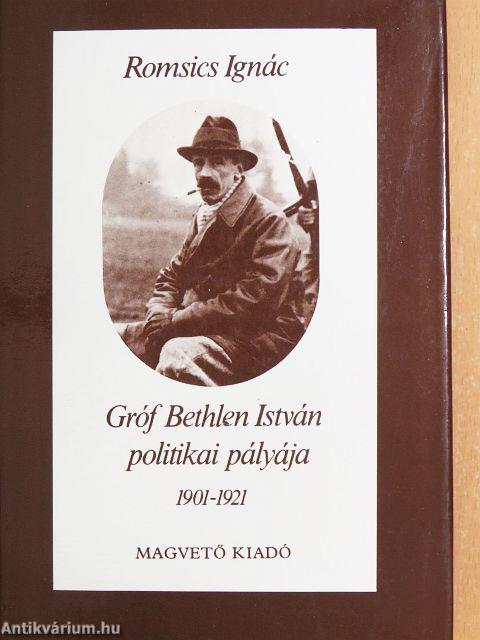 Romsics Ignác
Gróf Bethlen István
politikai pályája
1901-1921
MAGVETŐ KIADÓ
Antikvárium.hu